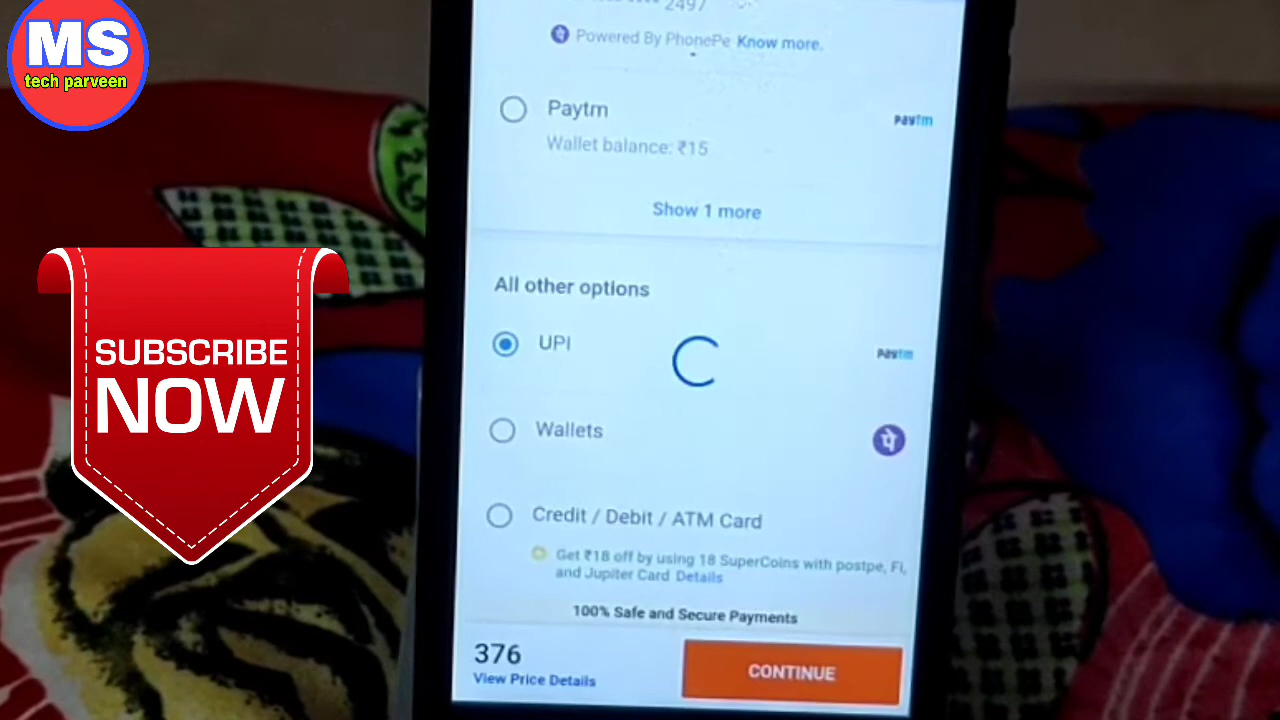 MS
tech parveen
2497
Powered By PhonePe Know more.
Paytm
Paytm
Wallet balance: ₹15
Show 1 more
All other options
UPI
Paytm
Wallets
पे
Credit / Debit / ATM Card
Get ₹18 off by using 18 SuperCoins with postpe, Fi,
and Jupiter Card Details
100% Safe and Secure Payments
376
View Price Details
CONTINUE
SUBSCRIBE
NOW